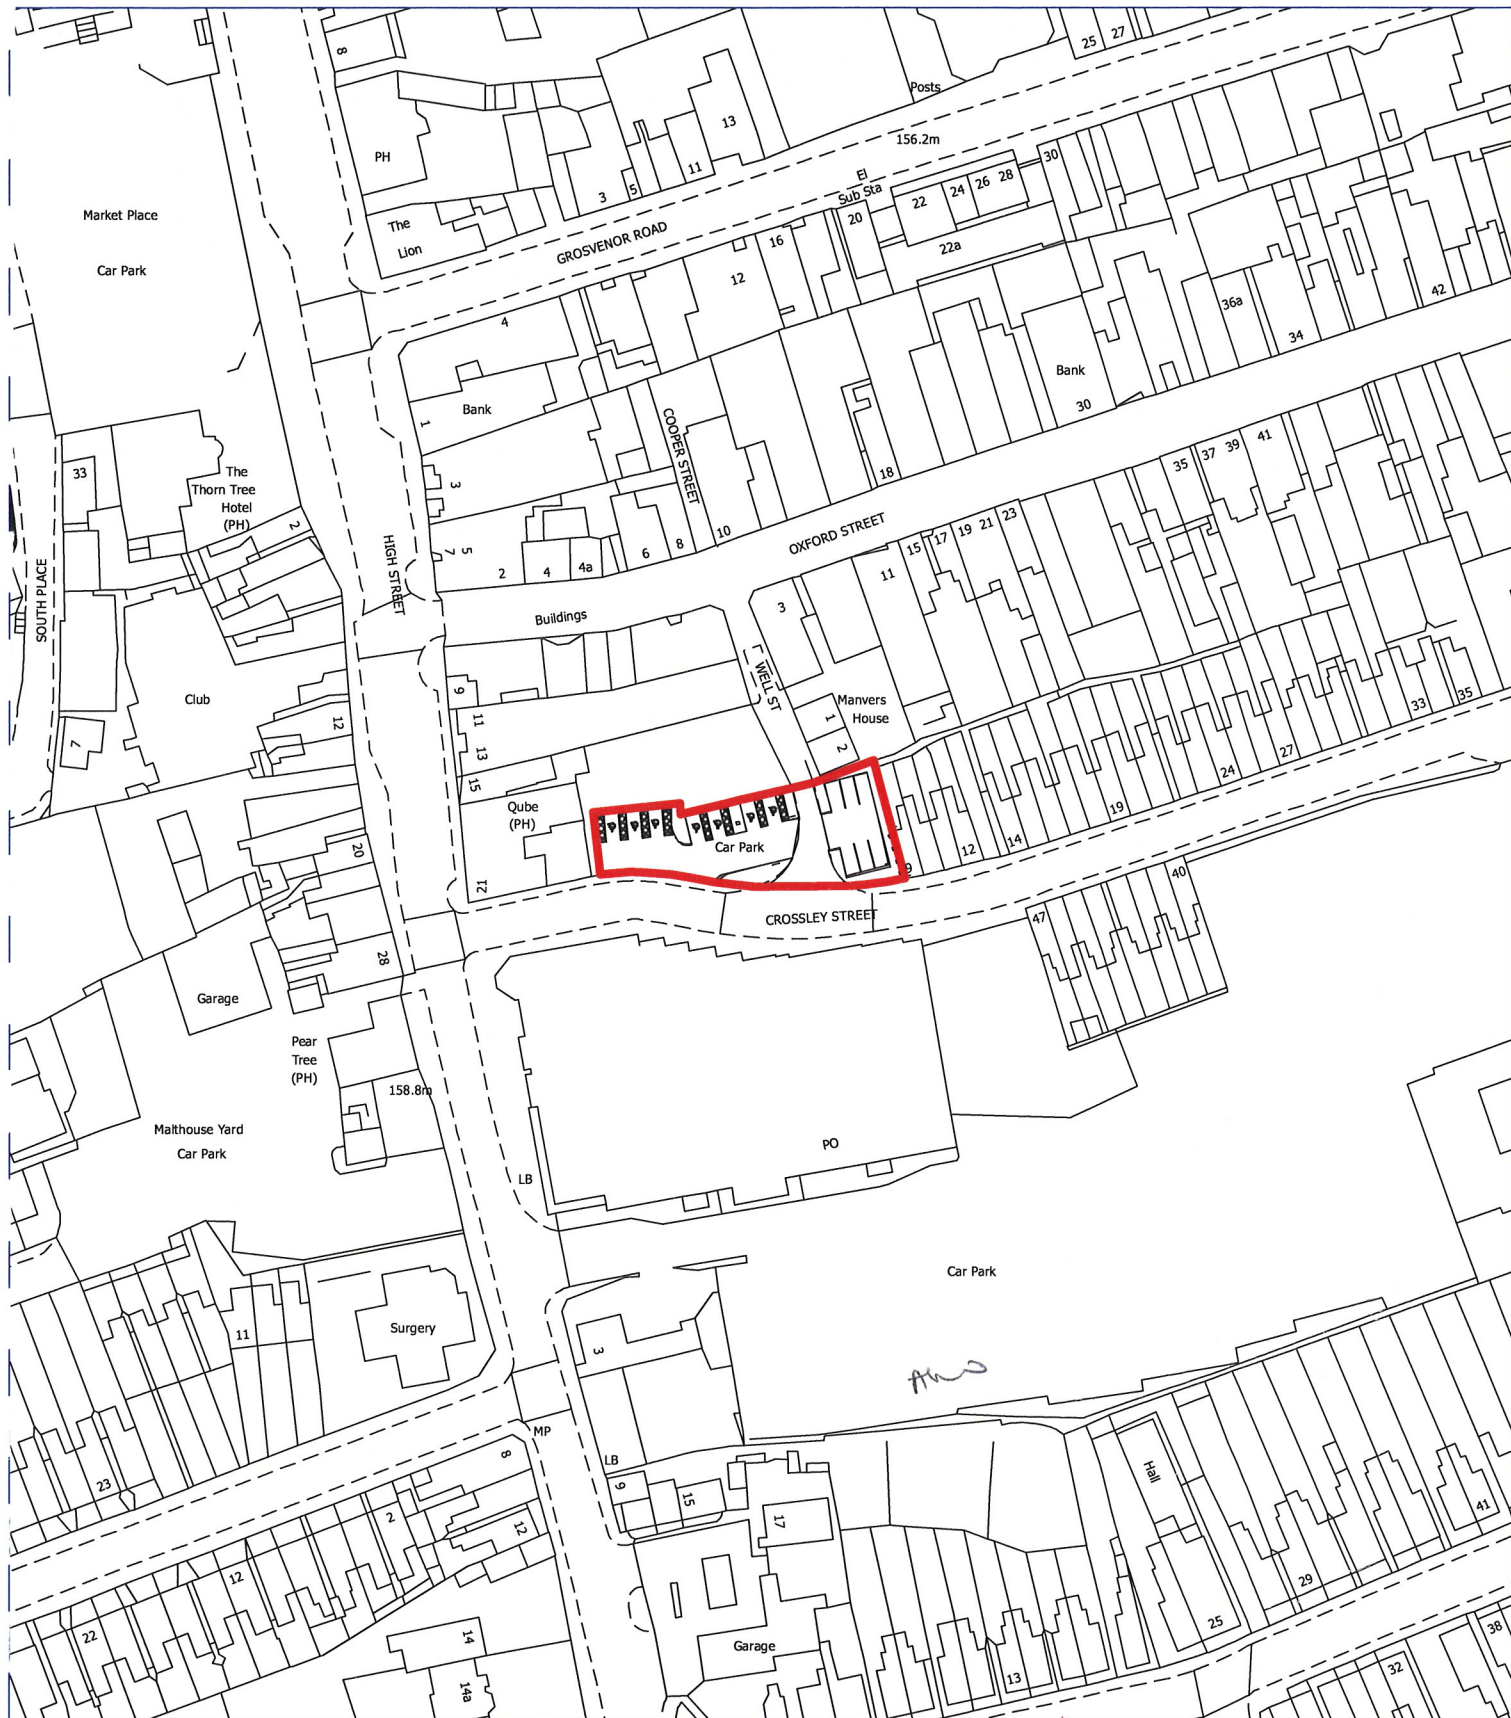 8
25
27
Posts
13
156.2m
PH
11
3
5
El
Sub Sta
30
Market Place
Car Park
The
Lion
GROSVENOR ROAD
20
22
24
26
28
22a
16
12
36a
42
34
4
Bank
Bank
30
1
COOPER STREET
33
The
Thorn Tree
Hotel
(PH)
2
3
18
35
37
39
41
10
OXFORD STREET
HIGH STREET
7
5
2
4
4a
6
8
15
17
19
21
23
11
SOUTH PLACE
Buildings
3
WELL ST
Club
9
11
12
13
15
Manvers
House
1
2
33
35
7
27
24
19
Qube
(PH)
Car Park
14
12
9
20
21
CROSSLEY STREET
47
40
28
Garage
Pear
Tree
(PH)
158.8m
Malthouse Yard
Car Park
PO
LB
Car Park
11
Surgery
3
MP
8
LB
9
15
17
Hall
41
23
2
12
12
22
29
25
14
14a
Garage
13
38
32